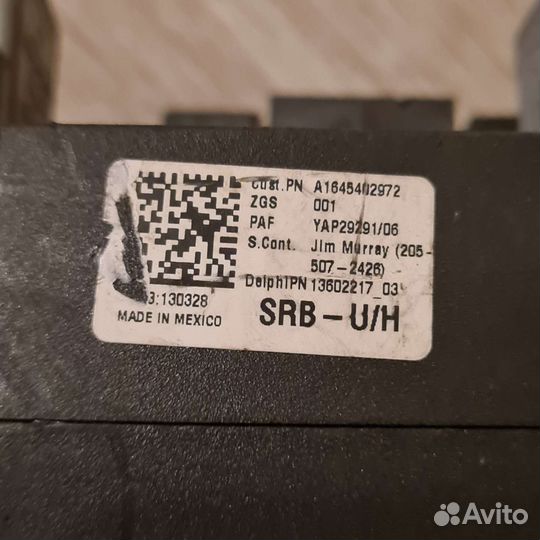 Cust.PN A1645402972
ZGS 001
PAF YAP29291/06
S.Cont. Jim Murray (205-
507-2426)
DelphiPN 13602217_03
:130328
MADE IN MEXICO
SRB-U/H
Avito